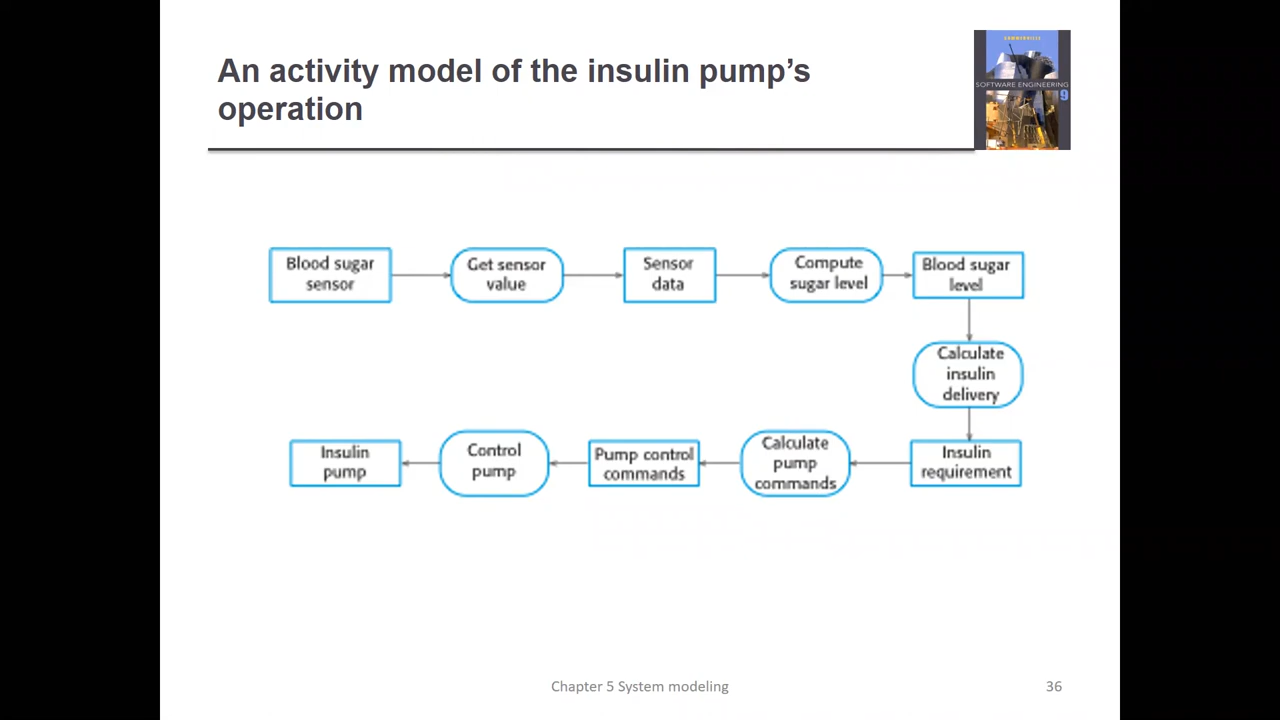 An activity model of the insulin pump’s
operation
SOMMERVILLE
SOFTWARE ENGINEERING
9
Blood sugar
sensor
Get sensor
value
Sensor
data
Compute
sugar level
Blood sugar
level
Calculate
insulin
delivery
Insulin
pump
Control
pump
Pump control
commands
Calculate
pump
commands
Insulin
requirement
Chapter 5 System modeling
36